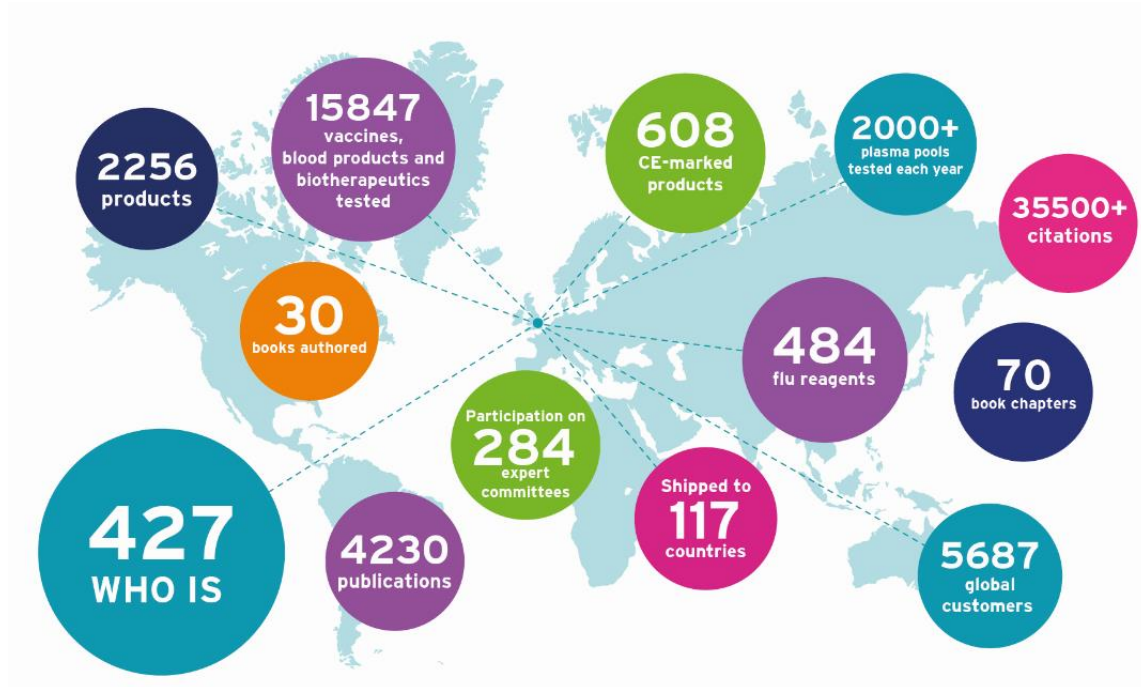 2256
products
15847
vaccines,
blood products and
biotherapeutics
tested
608
CE-marked
products
2000+
plasma pools
tested each year
35500+
citations
30
books authored
484
flu reagents
70
book chapters
Participation on
284
expert
committees
Shipped to
117
countries
427
WHO IS
4230
publications
5687
global
customers